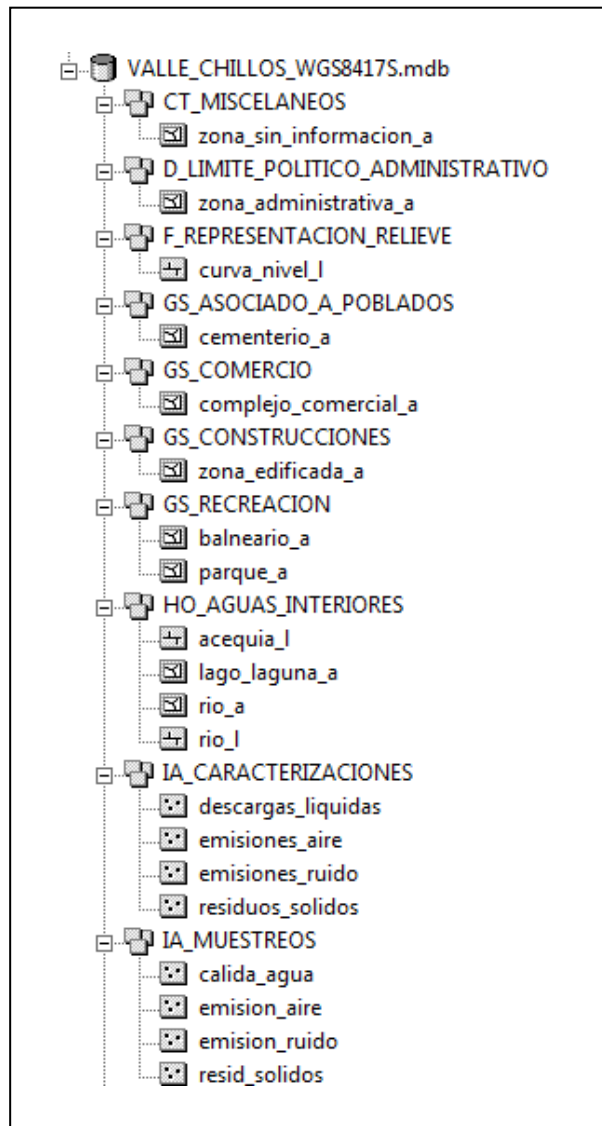 VALLE_CHILLOS_WGS8417S.mdb
CT_MISCELANEOS
zona_sin_informacion_a
D_LIMITE_POLITICO_ADMINISTRATIVO
zona_administrativa_a
F_REPRESENTACION_RELIEVE
curva_nivel_l
GS_ASOCIADO_A_POBLADOS
cementerio_a
GS_COMERCIO
complejo_comercial_a
GS_CONSTRUCCIONES
zona_edificada_a
GS_RECREACION
balneario_a
parque_a
HO_AGUAS_INTERIORES
acequia_l
lago_laguna_a
rio_a
rio_l
IA_CARACTERIZACIONES
descargas_liquidas
emisiones_aire
emisiones_ruido
residuos_solidos
IA_MUESTREOS
calida_agua
emision_aire
emision_ruido
resid_solidos